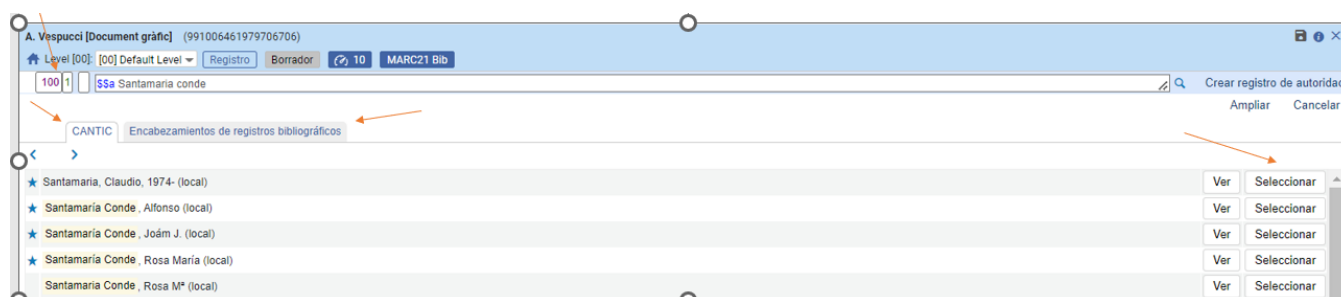 A. Vespucci [Document gràfic] (991006461979706706)
Level [00]: [00] Default Level Registro Borrador 10 MARC21 Bib
100 1 $$a Santamaria conde Crear registro de autoridad
Ampliar Cancelar
CANTIC Encabezamientos de registros bibliográficos
Santamaria, Claudio, 1974- (local) Ver Seleccionar
Santamaría Conde , Alfonso (local) Ver Seleccionar
Santamaría Conde , Joám J. (local) Ver Seleccionar
Santamaría Conde , Rosa María (local) Ver Seleccionar
Santamaria Conde , Rosa Mª (local) Ver Seleccionar